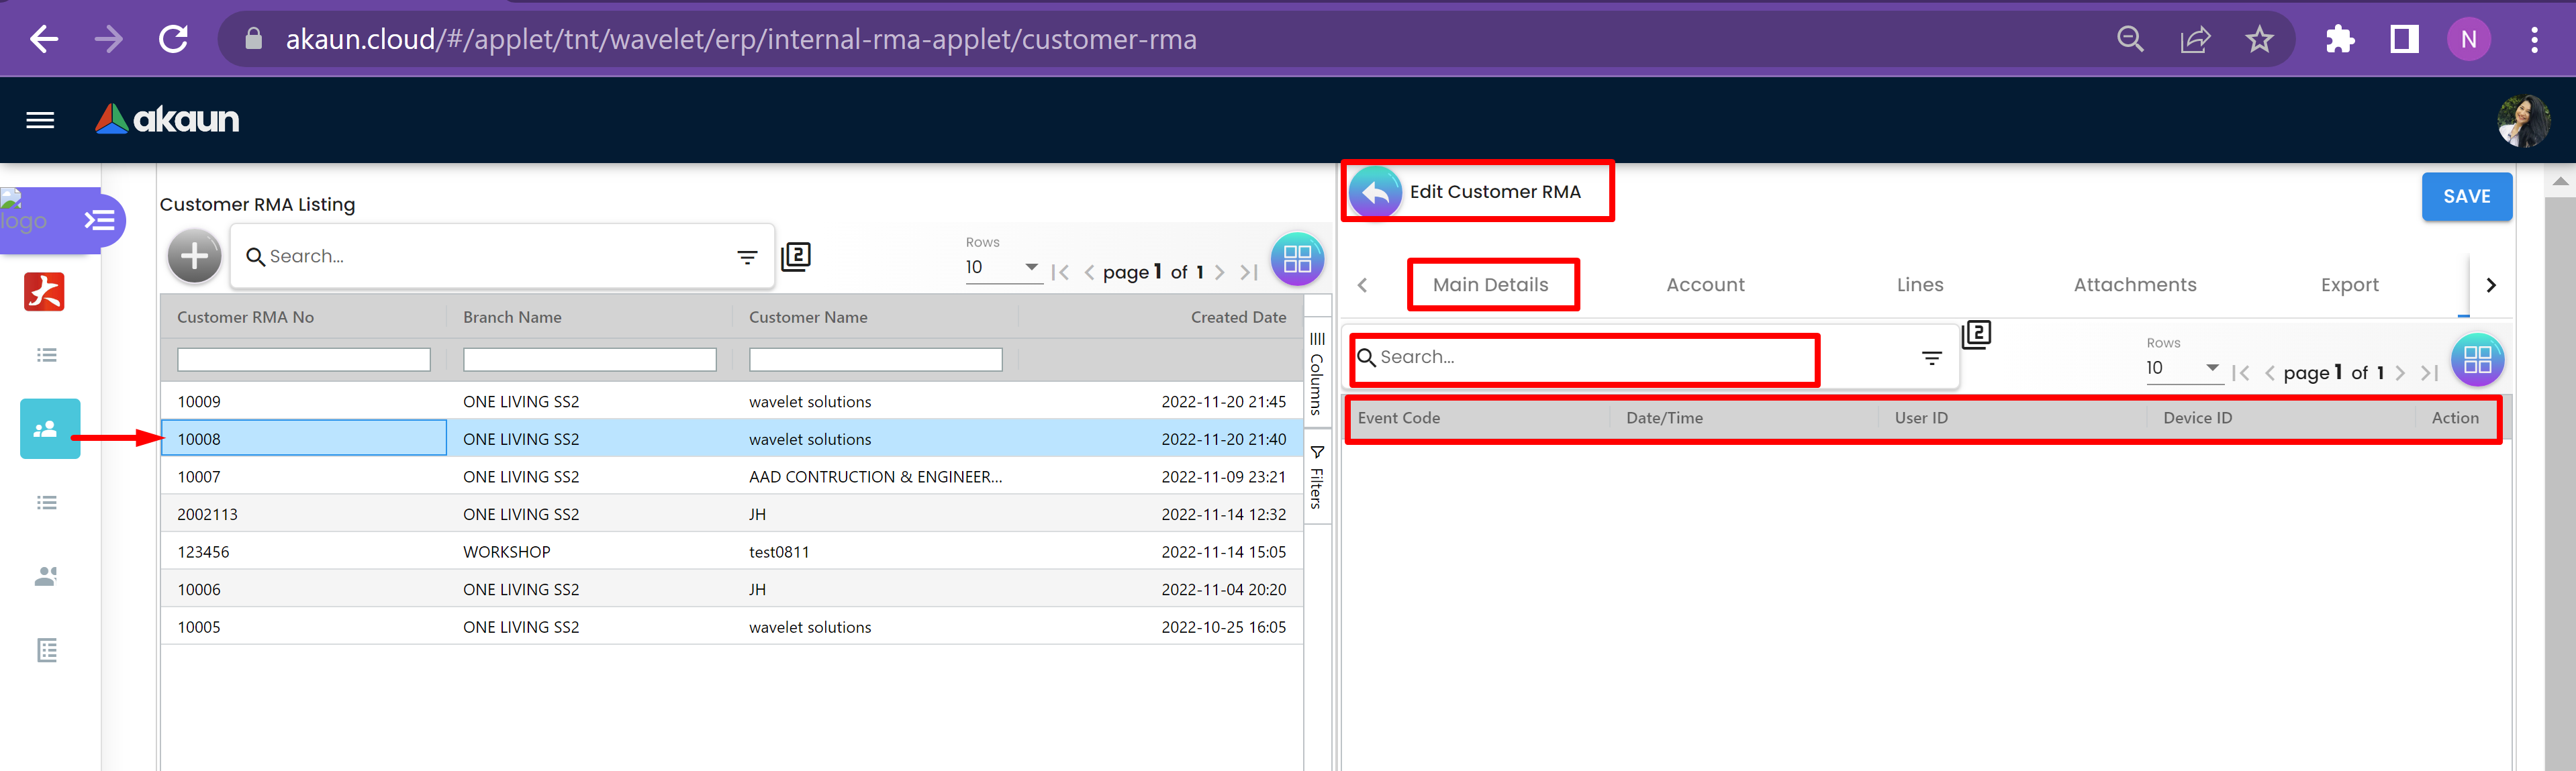 akaun.cloud/#/applet/tnt/wavelet/erp/internal-rma-applet/customer-rma
N
akaun
logo
Customer RMA Listing
Search...
2
Rows
10
page 1 of 1
Customer RMA No Branch Name Customer Name Created Date
10009 ONE LIVING SS2 wavelet solutions 2022-11-20 21:45
10008 ONE LIVING SS2 wavelet solutions 2022-11-20 21:40
10007 ONE LIVING SS2 AAD CONTRUCTION & ENGINEER... 2022-11-09 23:21
2002113 ONE LIVING SS2 JH 2022-11-14 12:32
123456 WORKSHOP test0811 2022-11-14 15:05
10006 ONE LIVING SS2 JH 2022-11-04 20:20
10005 ONE LIVING SS2 wavelet solutions 2022-10-25 16:05
Columns
Filters
Edit Customer RMA
SAVE
Main Details Account Lines Attachments Export
Search...
2
Rows
10
page 1 of 1
Event Code Date/Time User ID Device ID Action